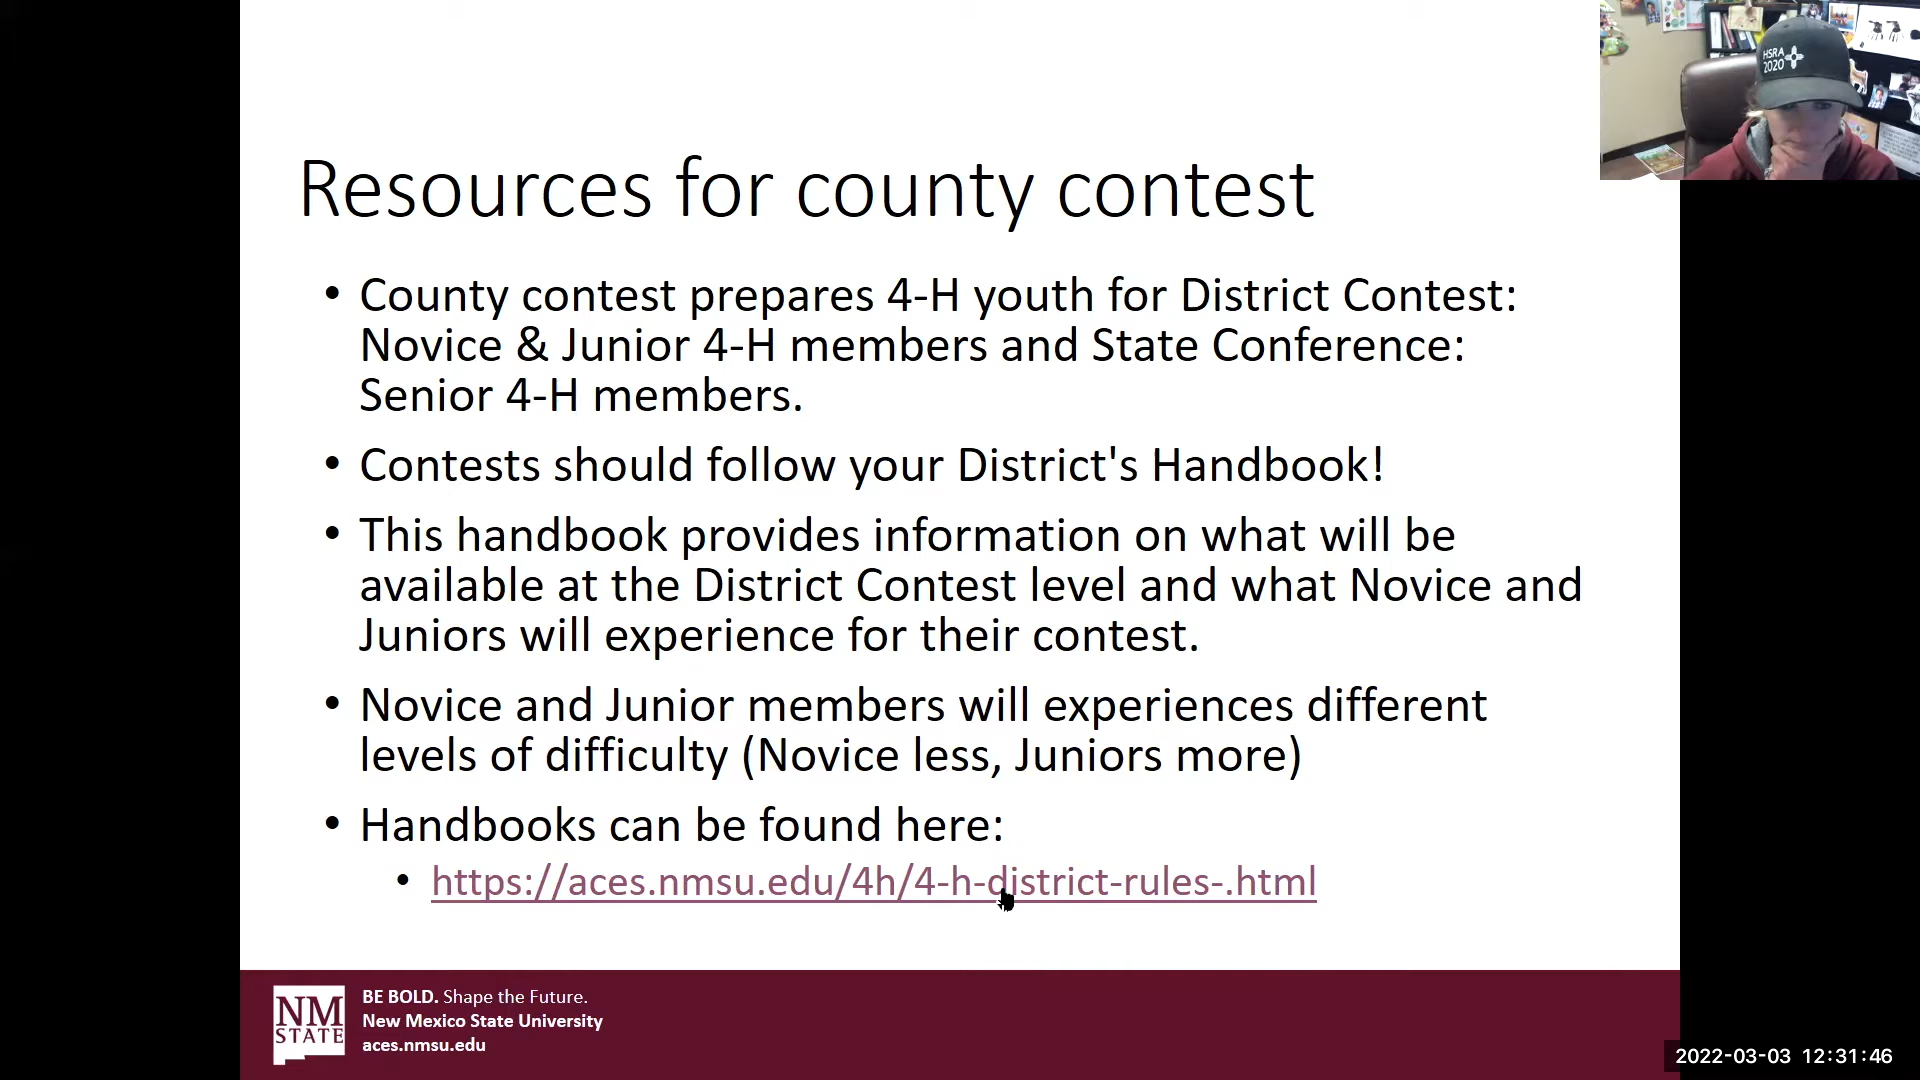 HSRA
2020
Resources for county contest
• County contest prepares 4-H youth for District Contest:
Novice & Junior 4-H members and State Conference:
Senior 4-H members.
• Contests should follow your District's Handbook!
• This handbook provides information on what will be
available at the District Contest level and what Novice and
Juniors will experience for their contest.
• Novice and Junior members will experiences different
levels of difficulty (Novice less, Juniors more)
• Handbooks can be found here:
• https://aces.nmsu.edu/4h/4-h-district-rules-.html
NM
STATE
BE BOLD. Shape the Future.
New Mexico State University
aces.nmsu.edu
2022-03-03 12:31:46